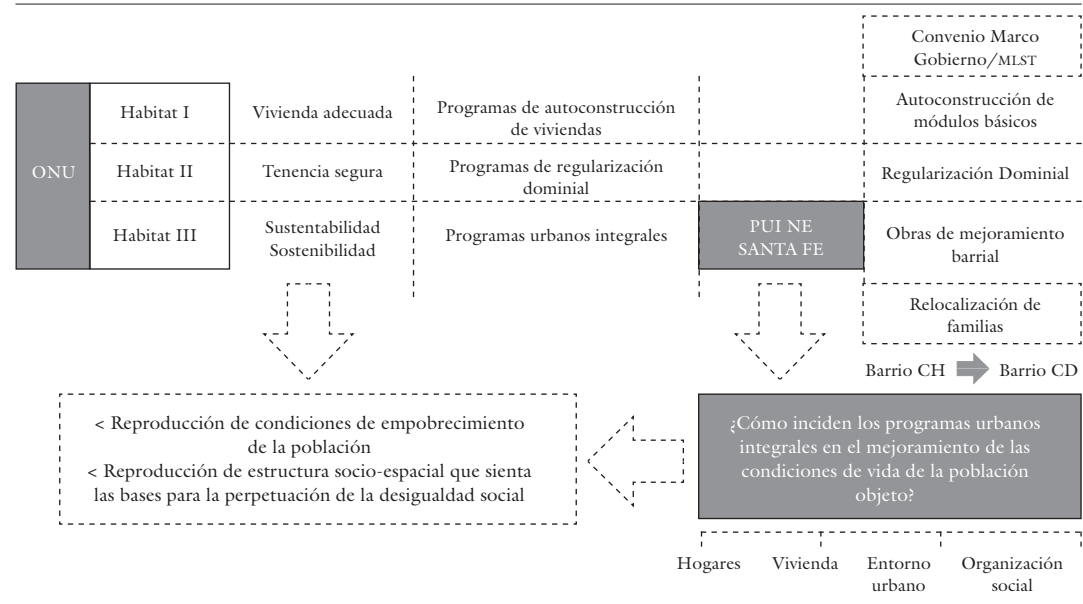 Convenio Marco
Gobierno/MLST
ONU
Habitat I
Vivienda adecuada
Programas de autoconstrucción
de viviendas
Autoconstrucción de
módulos básicos
Habitat II
Tenencia segura
Programas de regularización
dominial
Regularización Dominial
Habitat III
Sustentabilidad
Sostenibilidad
Programas urbanos integrales
PUI NE
SANTA FE
Obras de mejoramiento
barrial
Relocalización de
familias
Barrio CH
Barrio CD
< Reproducción de condiciones de empobrecimiento
de la población
< Reproducción de estructura socio-espacial que sienta
las bases para la perpetuación de la desigualdad social
¿Cómo inciden los programas urbanos
integrales en el mejoramiento de las
condiciones de vida de la población
objeto?
Hogares
Vivienda
Entorno
urbano
Organización
social